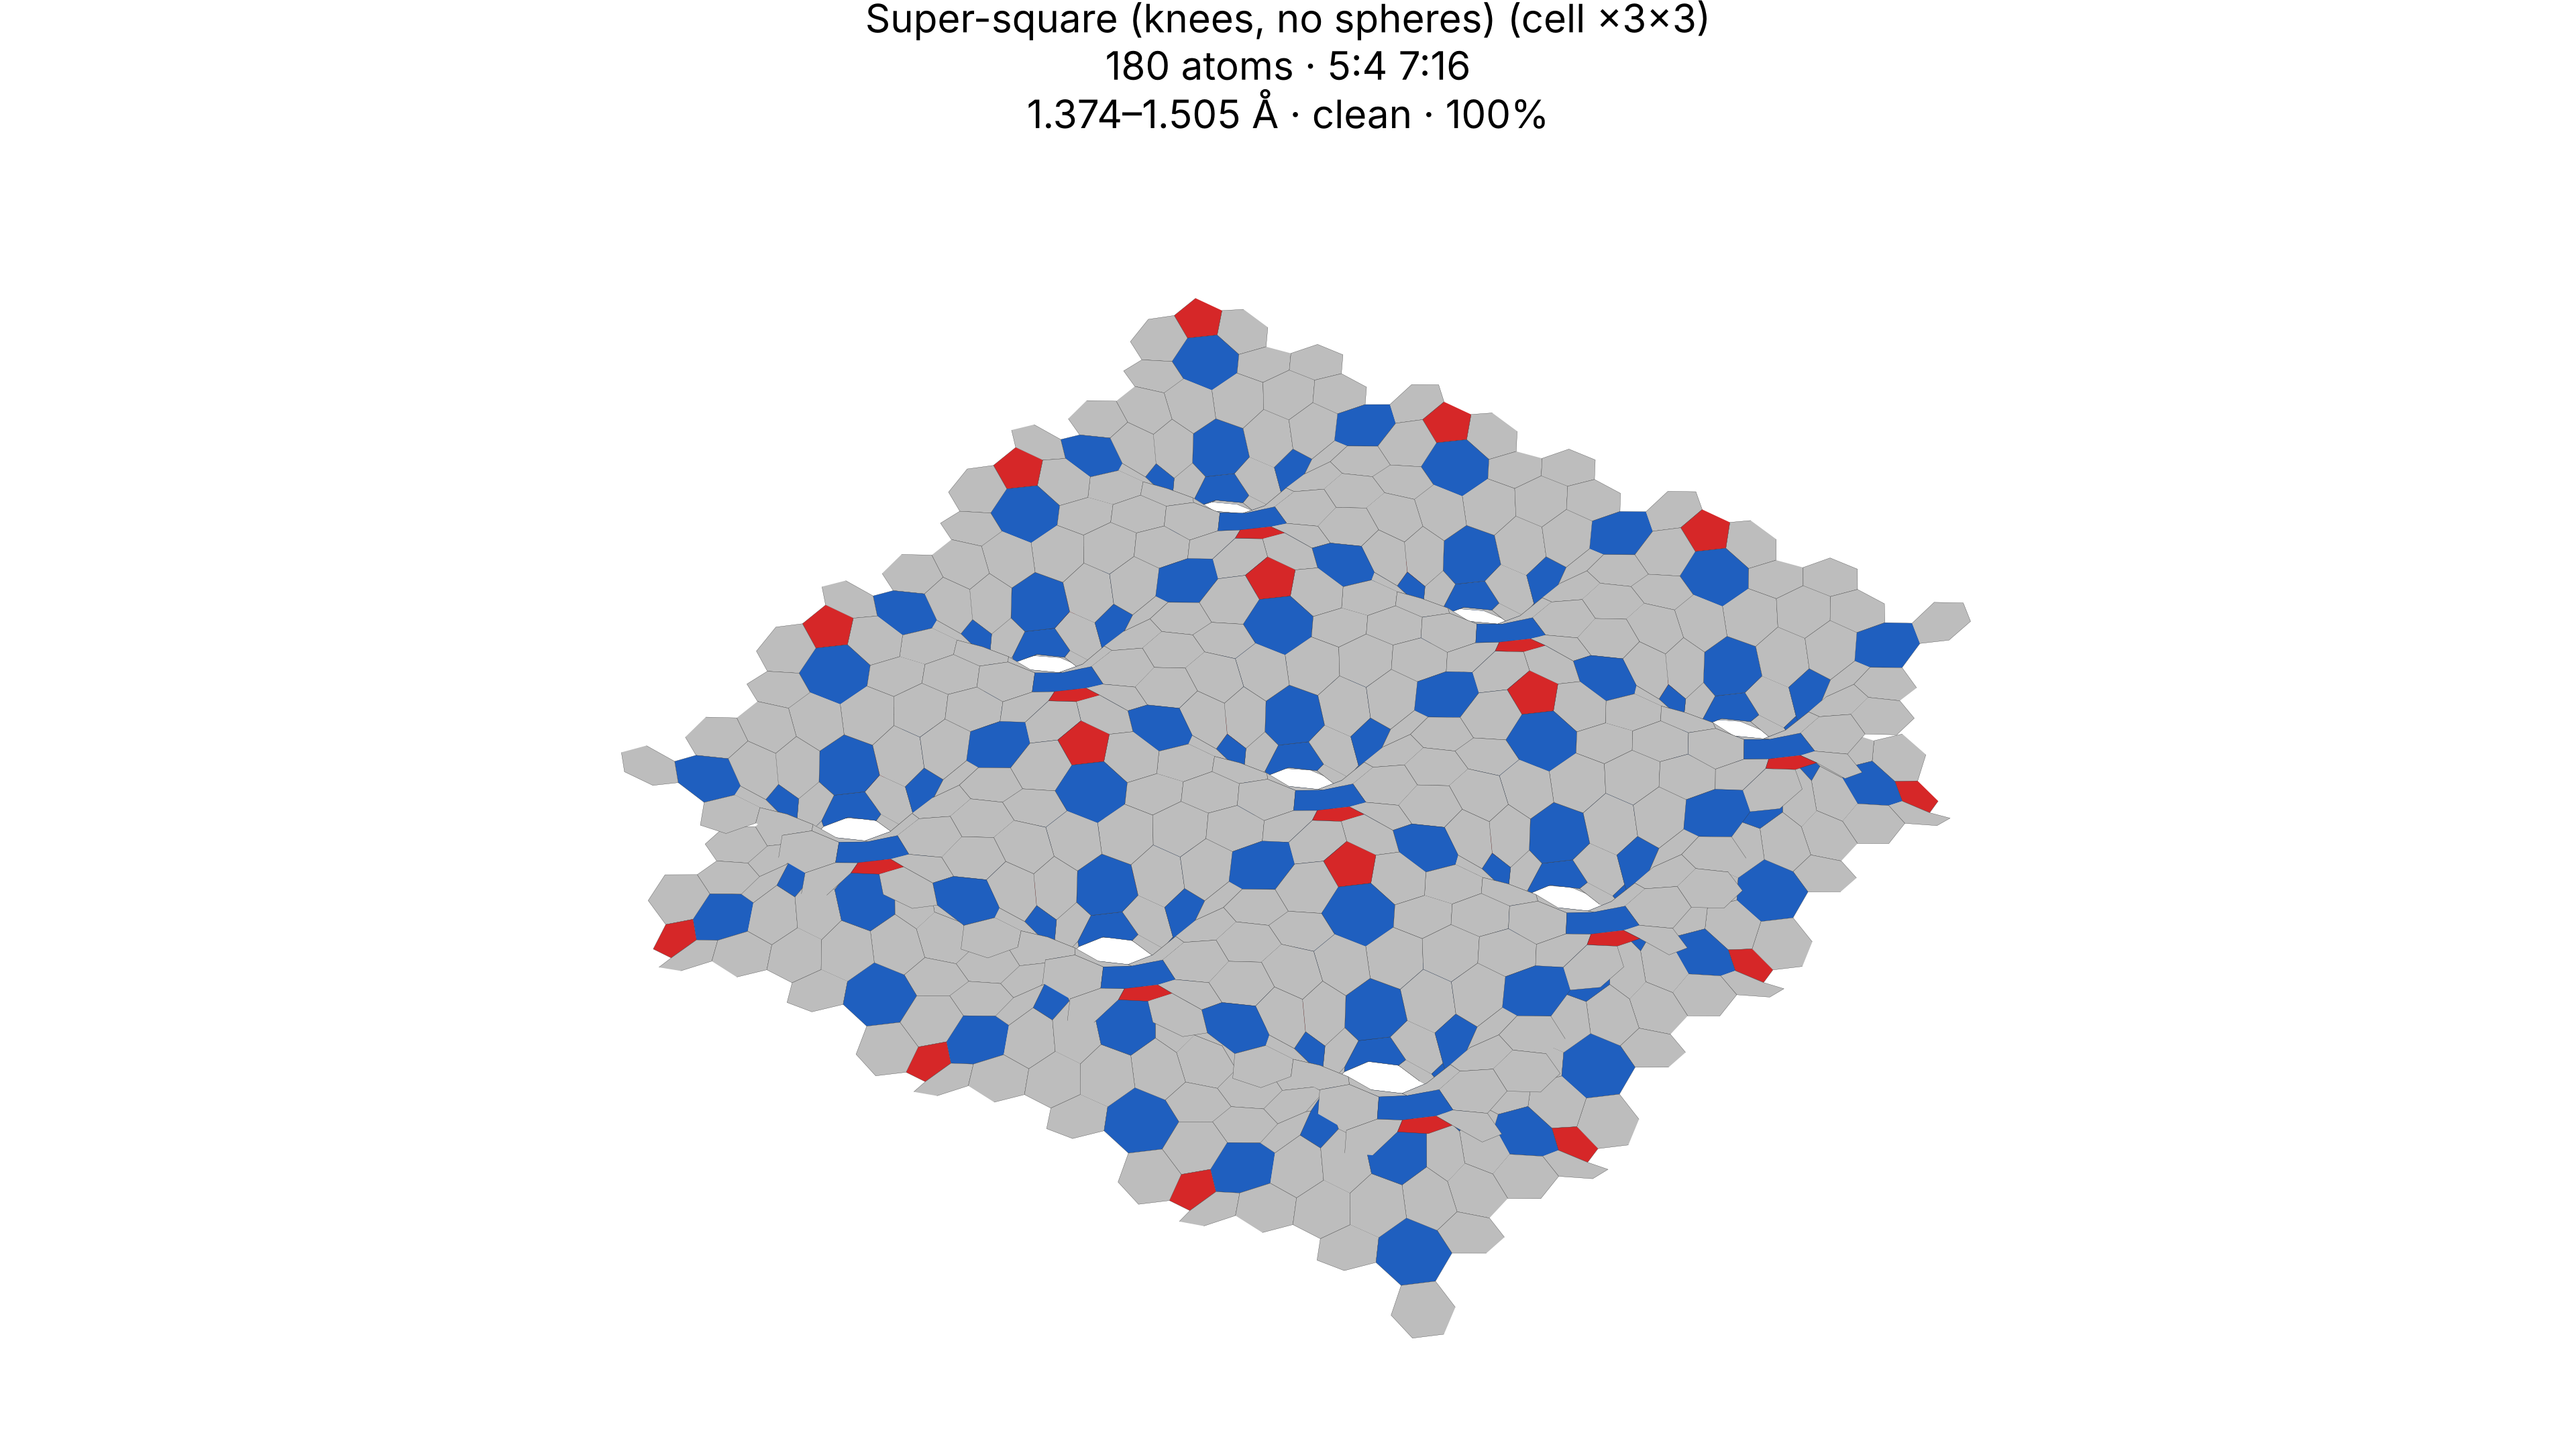 Super-square (knees, no spheres) (cell ×3×3)
180 atoms · 5:4 7:16
1.374–1.505 Å · clean · 100%